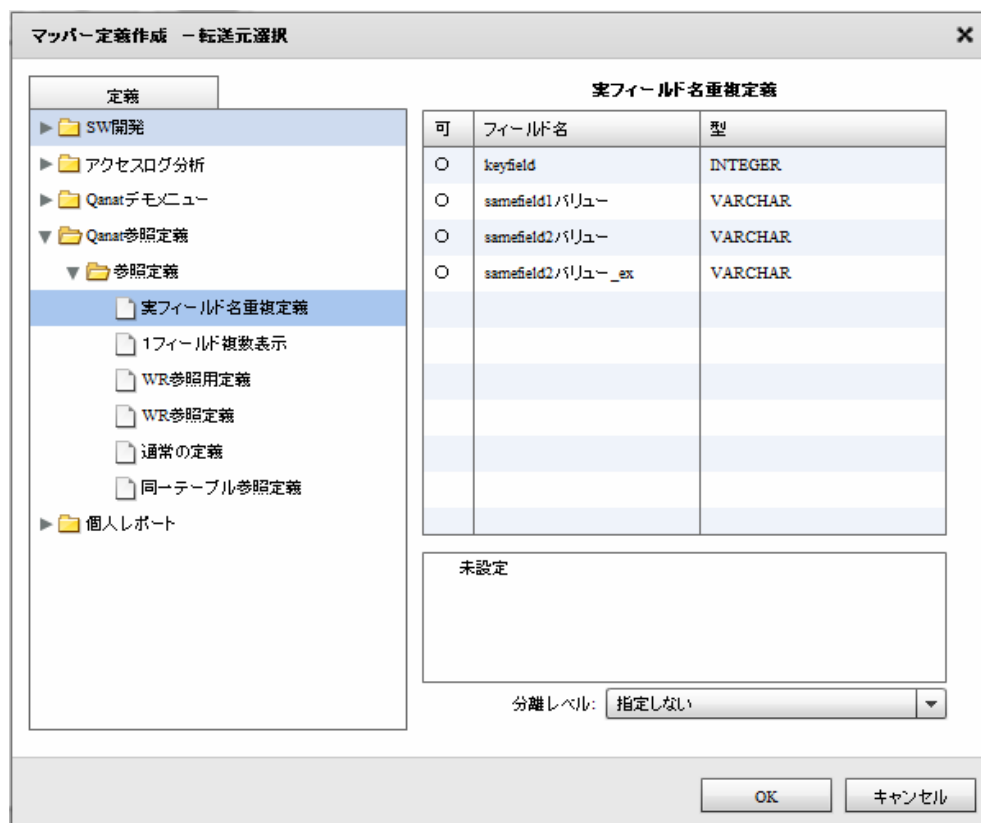 マッパー定義作成 －転送元選択
定義
SW開発
アクセスログ分析
Qanatデモメニュー
Qanat参照定義
参照定義
実フィールド名重複定義
1フィールド複数表示
WR参照用定義
WR参照定義
通常の定義
同一テーブル参照定義
個人レポート
実フィールド名重複定義
可 フィールド名 型
○ keyfield INTEGER
○ samefield1バリュー VARCHAR
○ samefield2バリュー VARCHAR
○ samefield2バリュー_ex VARCHAR
未設定
分離レベル: 指定しない
OK キャンセル